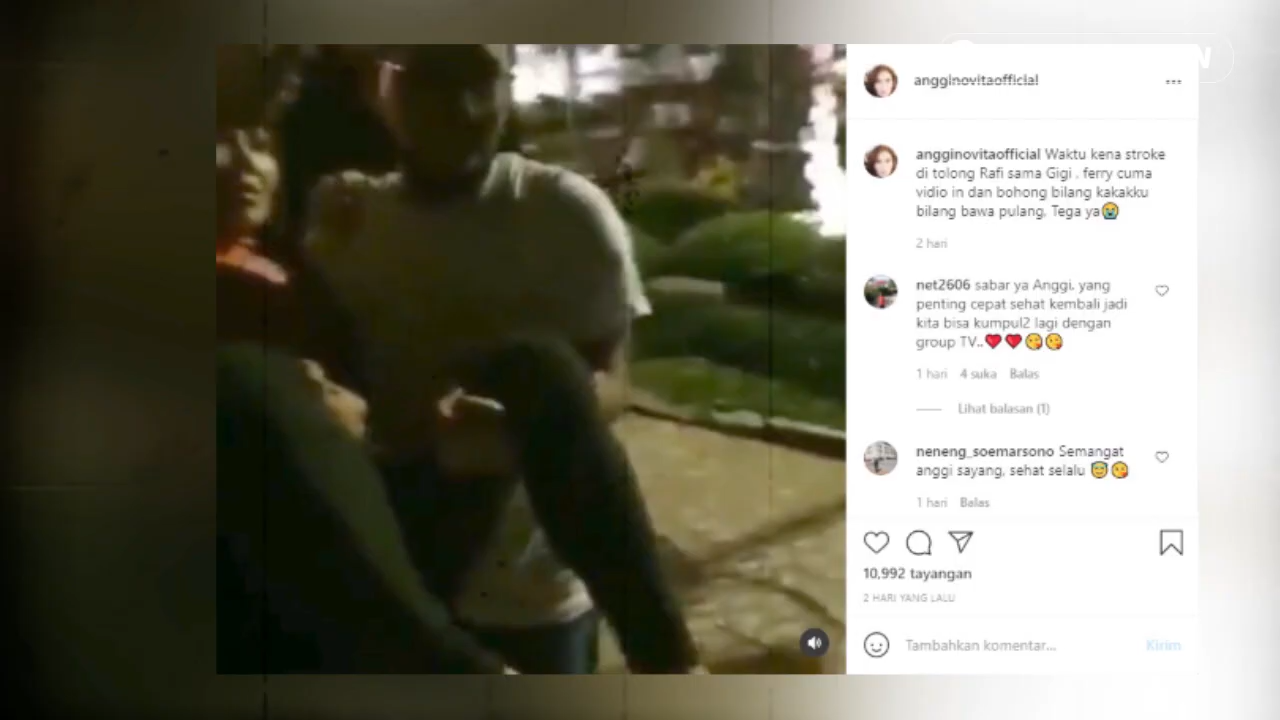 angginovitaofficial
angginovitaofficial Waktu kena stroke
di tolong Rafi sama Gigi . ferry cuma
vidio in dan bohong bilang kakakku
bilang bawa pulang, Tega ya😭
2 hari
net2606 sabar ya Anggi, yang
penting cepat sehat kembali jadi
kita bisa kumpul2 lagi dengan
group TV..❤️❤️😋😘
1 hari 4 suka Balas
Lihat balasan (1)
neneng_soemarsono Semangat
anggi sayang, sehat selalu 😇😘
1 hari Balas
10,992 tayangan
2 HARI YANG LALU
Tambahkan komentar...
Kirim